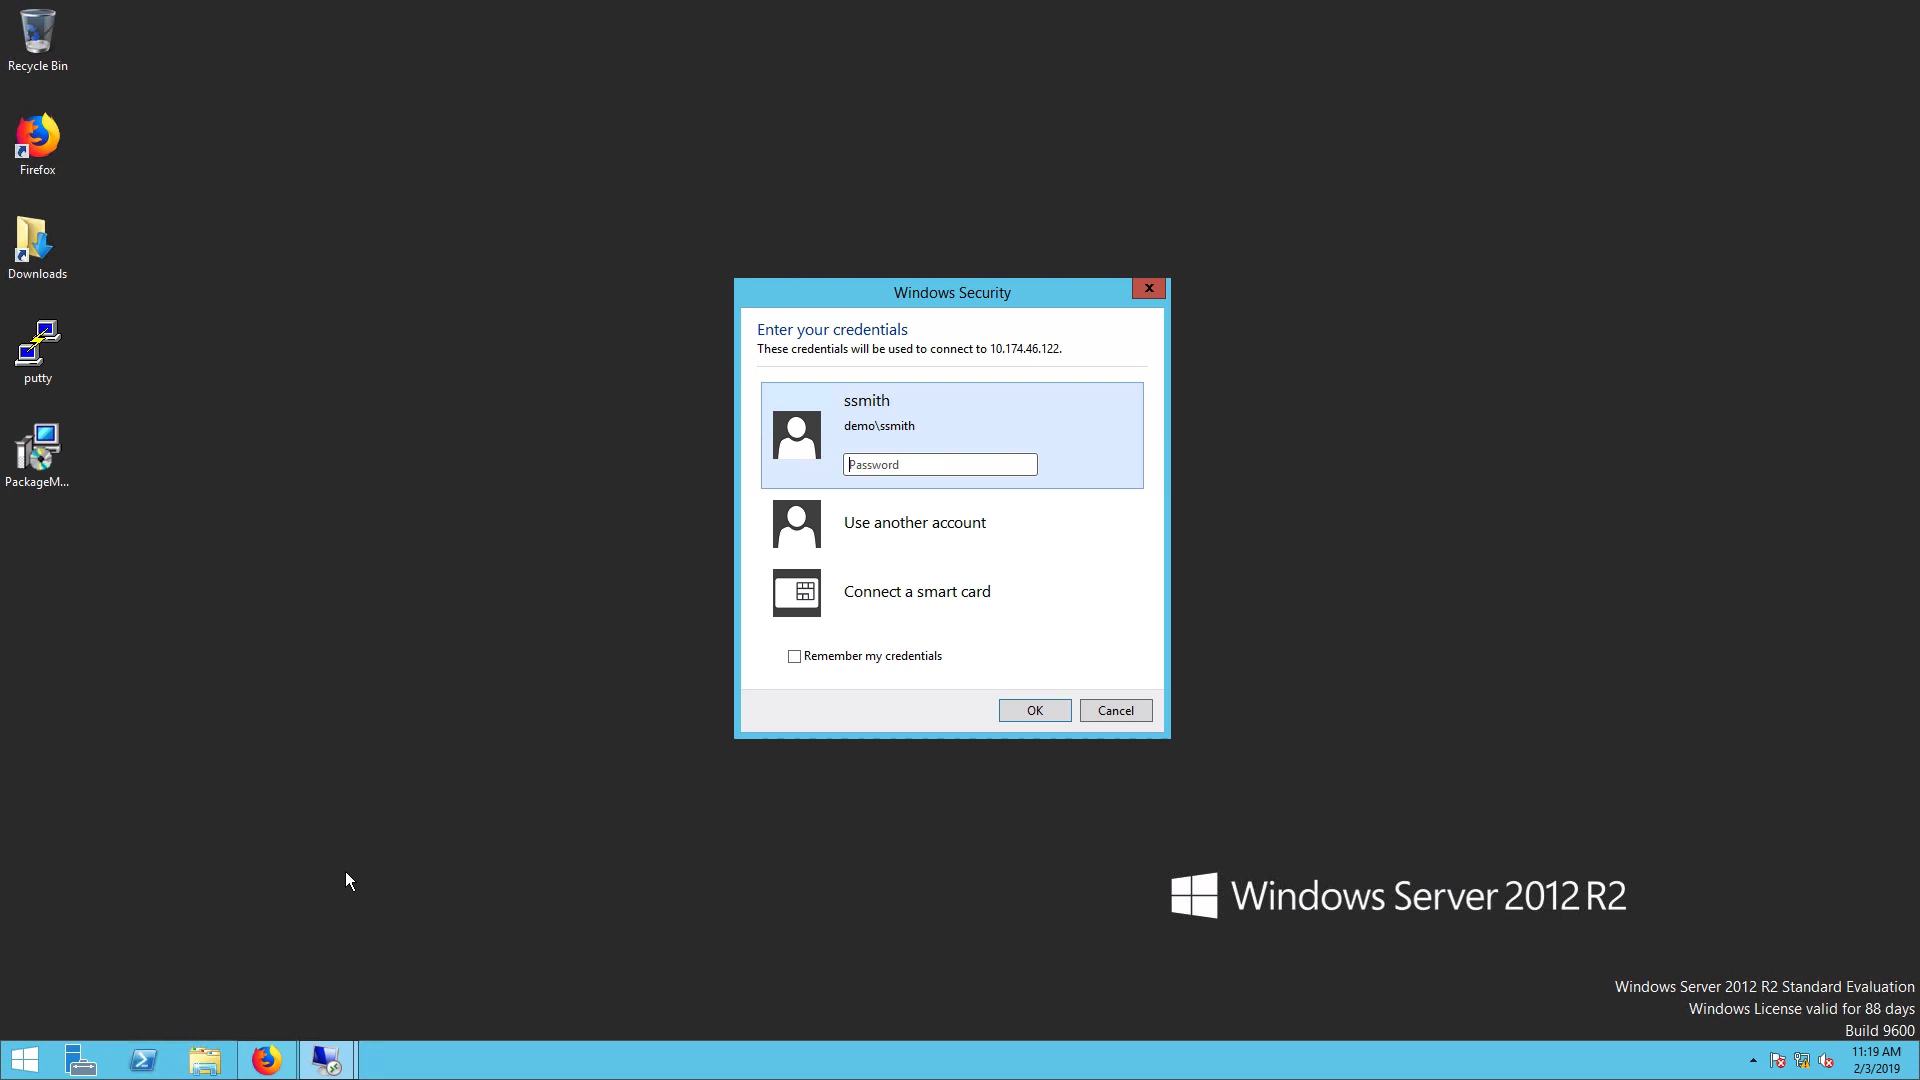 Recycle Bin
Firefox
Downloads
putty
PackageM...
Windows Security
x
Enter your credentials
These credentials will be used to connect to 10.174.46.122.
ssmith
demo\ssmith
Password
Use another account
Connect a smart card
Remember my credentials
OK
Cancel
Windows Server 2012 R2
Windows Server 2012 R2 Standard Evaluation
Windows License valid for 88 days
Build 9600
11:19 AM
2/3/2019